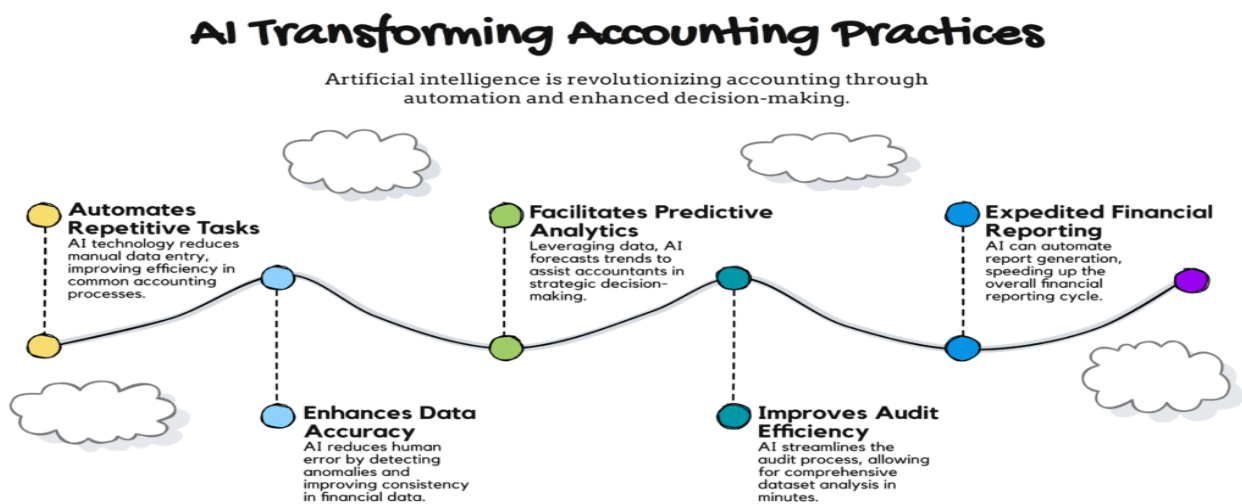 AI Transforming Accounting Practices
Artificial intelligence is revolutionizing accounting through
automation and enhanced decision-making.
Automates
Repetitive Tasks
AI technology reduces
manual data entry,
improving efficiency in
common accounting
processes.
Enhances Data
Accuracy
AI reduces human
error by detecting
anomalies and
improving consistency
in financial data.
Facilitates Predictive
Analytics
Leveraging data, AI
forecasts trends to
assist accountants in
strategic decision-
making.
Improves Audit
Efficiency
AI streamlines the
audit process, allowing
for comprehensive
dataset analysis in
minutes.
Expedited Financial
Reporting
AI can automate
report generation,
speeding up the
overall financial
reporting cycle.